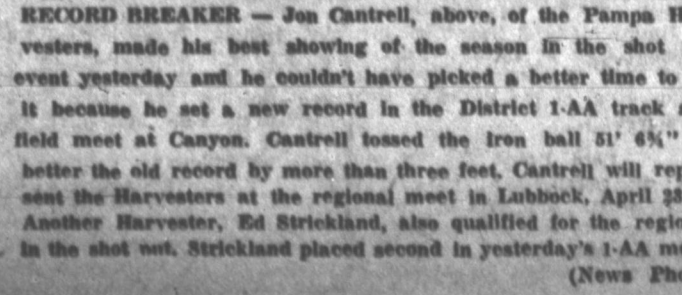 RECORD BREAKER — Jon Cantrell, above, of the Pampa H
vesters, made his best showing of the season in the shot
event yesterday and he couldn't have picked a better time to
it because he set a new record in the District 1-AA track
field meet at Canyon. Cantrell tossed the iron ball 51' 6¾"
better the old record by more than three feet. Cantrell will rep
sent the Harvesters at the regional meet in Lubbock, April
Another Harvester, Ed Strickland, also qualified for the regio
in the shot put. Strickland placed second in yesterday's 1-AA me
(News Pho